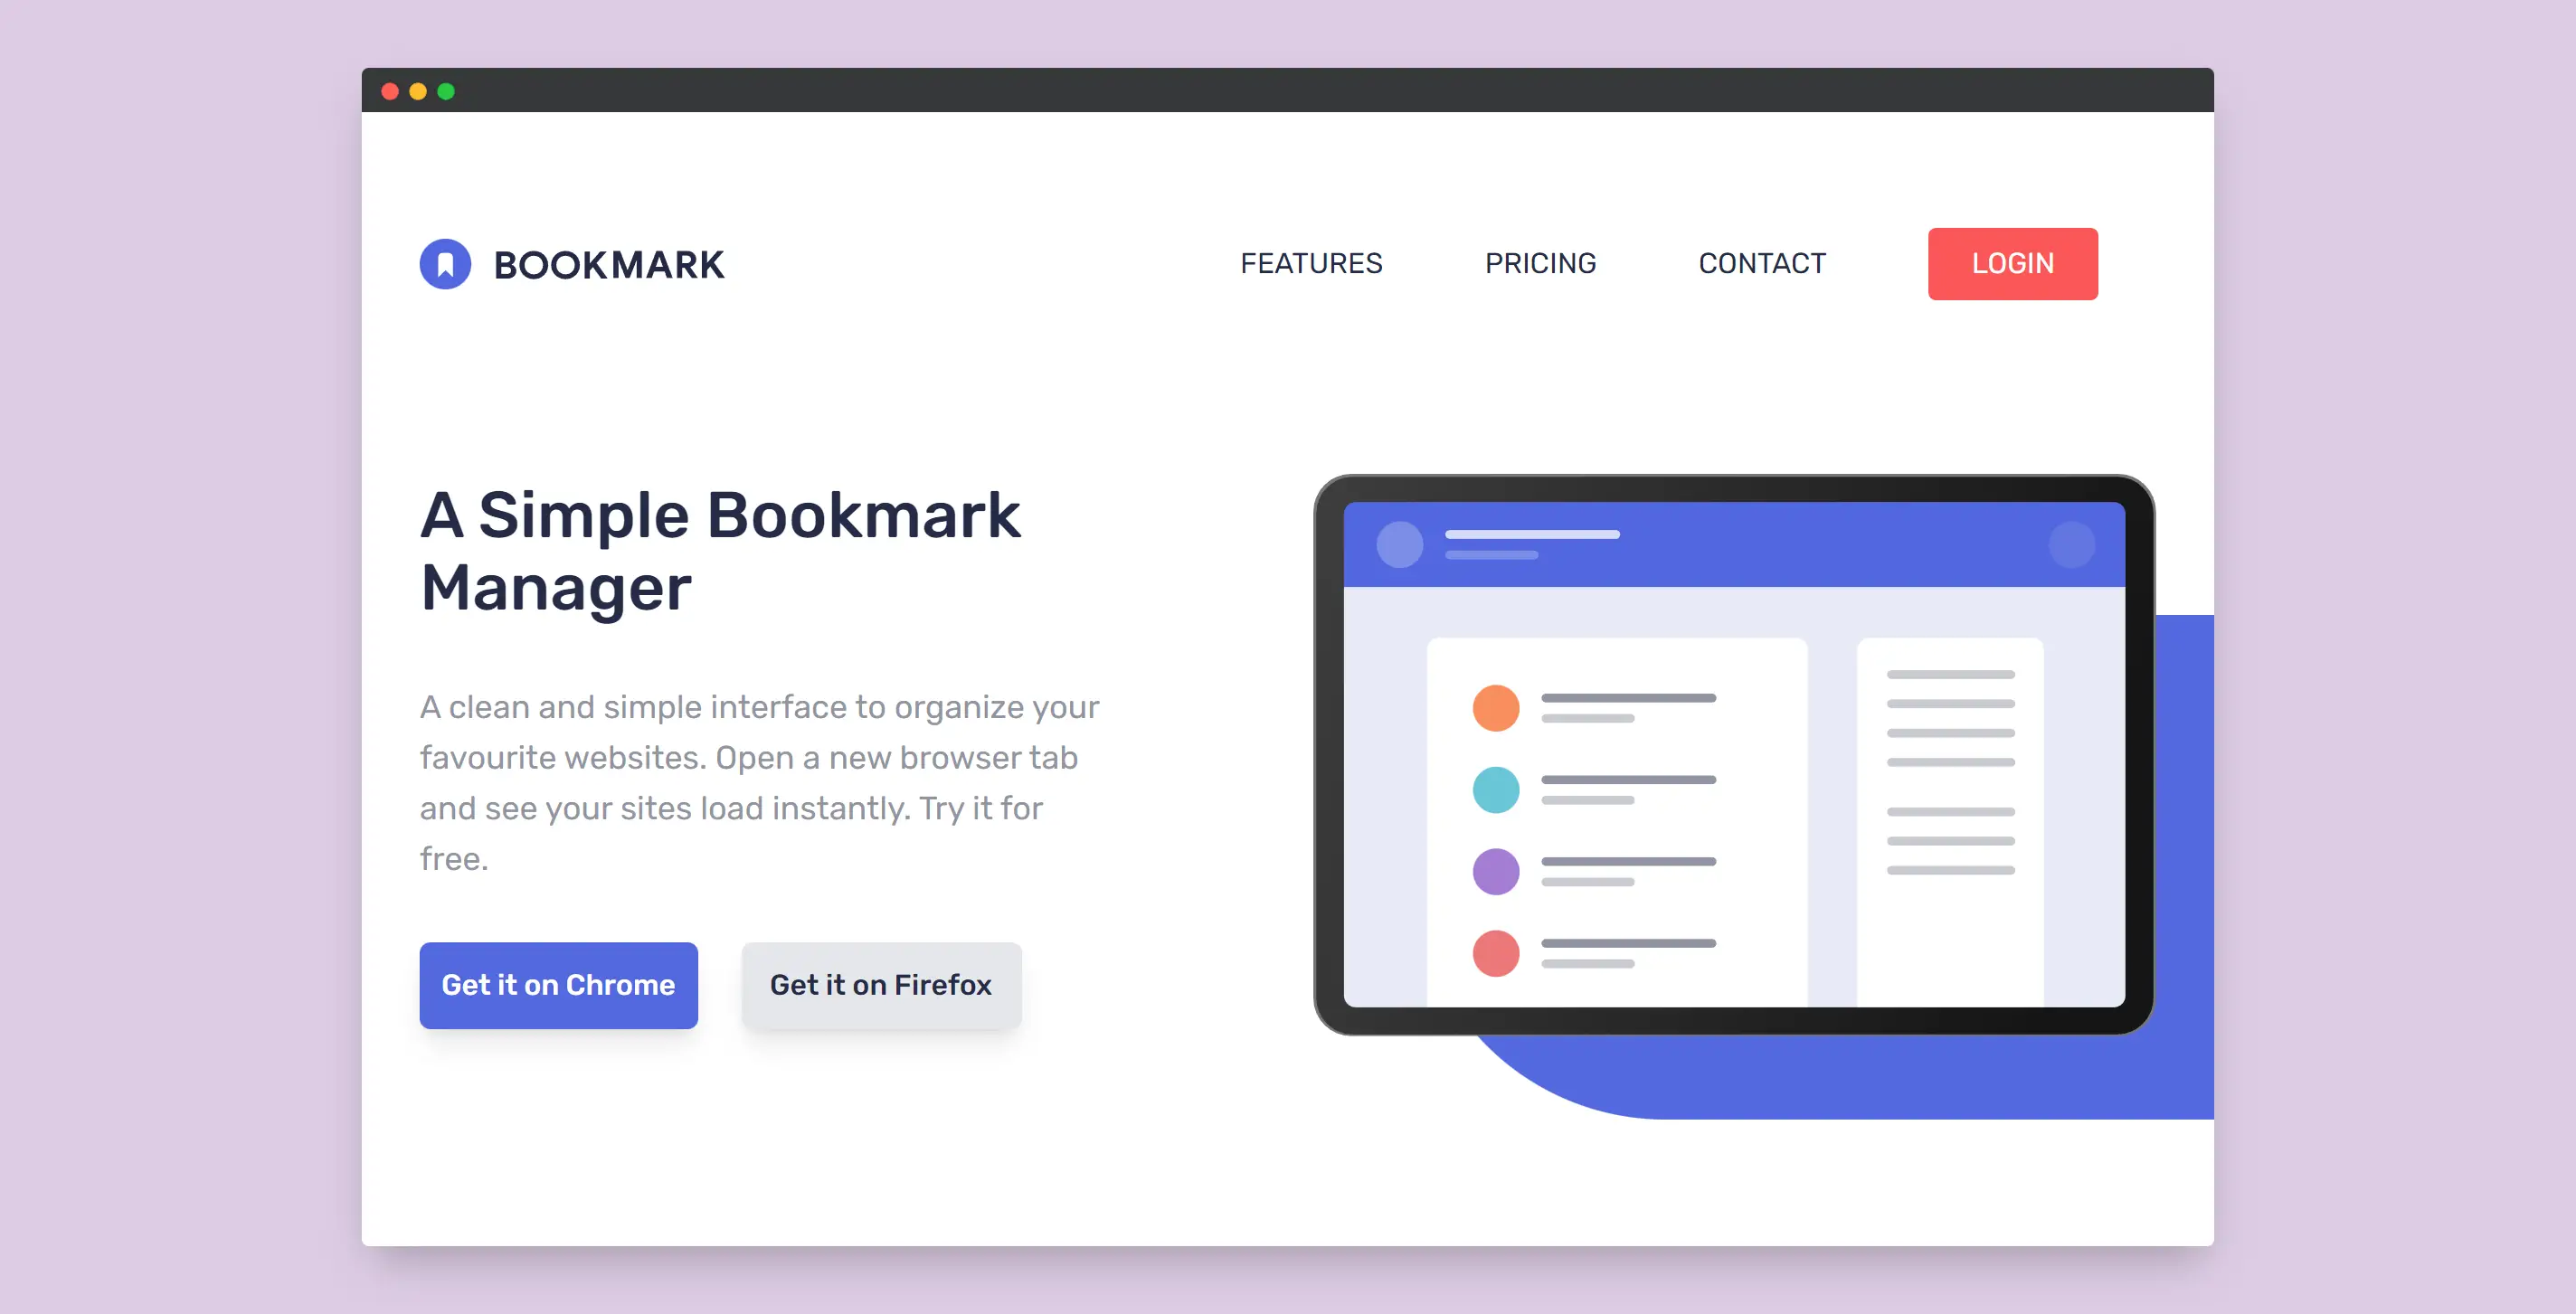 BOOKMARK
FEATURES
PRICING
CONTACT
LOGIN
A Simple Bookmark
Manager
A clean and simple interface to organize your
favourite websites. Open a new browser tab
and see your sites load instantly. Try it for
free.
Get it on Chrome
Get it on Firefox